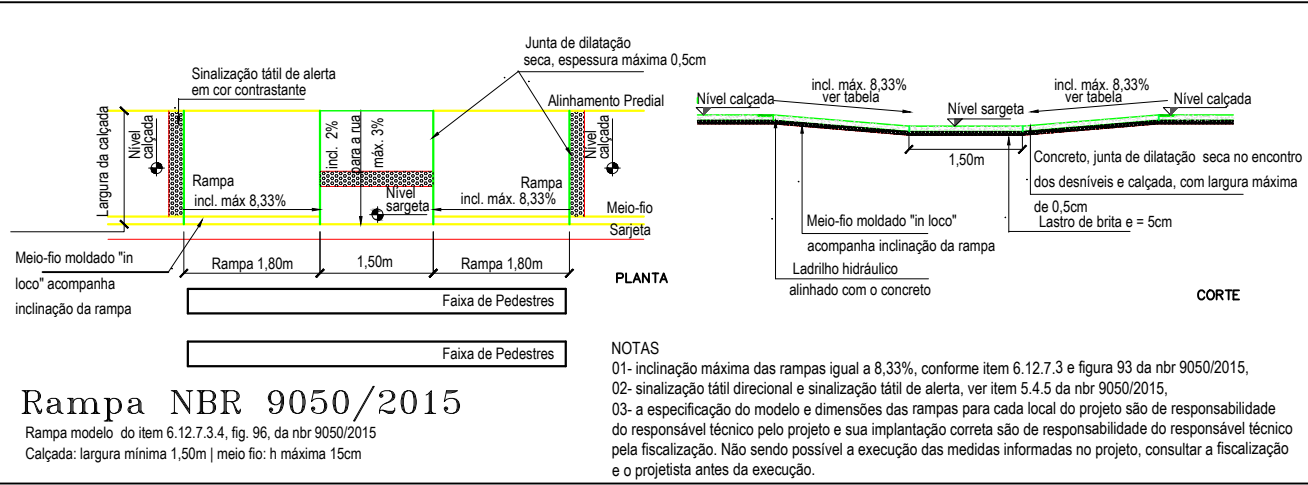 Sinalização tátil de alerta
em cor contrastante
Junta de dilatação
seca, espessura máxima 0,5cm
Alinhamento Predial
Largura da calçada
Nível
calçada
incl. 2%
para a rua
máx. 3%
Nível
calçada
Rampa
incl. máx 8,33%
Nível
sargeta
Rampa
incl. máx. 8,33%
Meio-fio
Sarjeta
Meio-fio moldado "in
loco" acompanha
inclinação da rampa
Rampa 1,80m
1,50m
Rampa 1,80m
PLANTA
Faixa de Pedestres
Faixa de Pedestres
Rampa NBR 9050/2015
Rampa modelo do item 6.12.7.3.4, fig. 96, da nbr 9050/2015
Calçada: largura mínima 1,50m | meio fio: h máxima 15cm
incl. máx. 8,33%
ver tabela
incl. máx. 8,33%
ver tabela
Nível calçada
Nível sargeta
Nível calçada
1,50m
Concreto, junta de dilatação seca no encontro
dos desníveis e calçada, com largura máxima
de 0,5cm
Lastro de brita e = 5cm
Meio-fio moldado "in loco"
acompanha inclinação da rampa
Ladrilho hidráulico
alinhado com o concreto
CORTE
NOTAS
01- inclinação máxima das rampas igual a 8,33%, conforme item 6.12.7.3 e figura 93 da nbr 9050/2015,
02- sinalização tátil direcional e sinalização tátil de alerta, ver item 5.4.5 da nbr 9050/2015,
03- a especificação do modelo e dimensões das rampas para cada local do projeto são de responsabilidade
do responsável técnico pelo projeto e sua implantação correta são de responsabilidade do responsável técnico
pela fiscalização. Não sendo possível a execução das medidas informadas no projeto, consultar a fiscalização
e o projetista antes da execução.